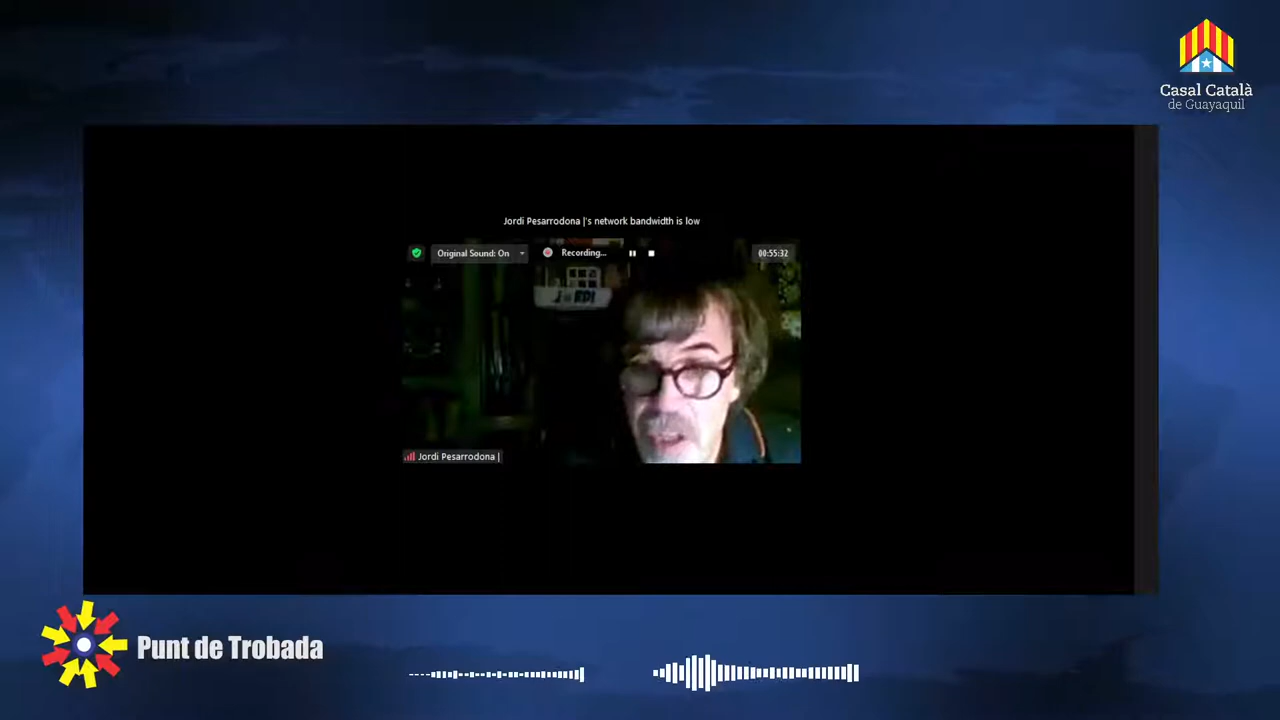 Casal Català
de Guayaquil
Jordi Pesarrodona |'s network bandwidth is low
Original Sound: On
Recording...
00:55:32
Jordi Pesarrodona |
Punt de Trobada